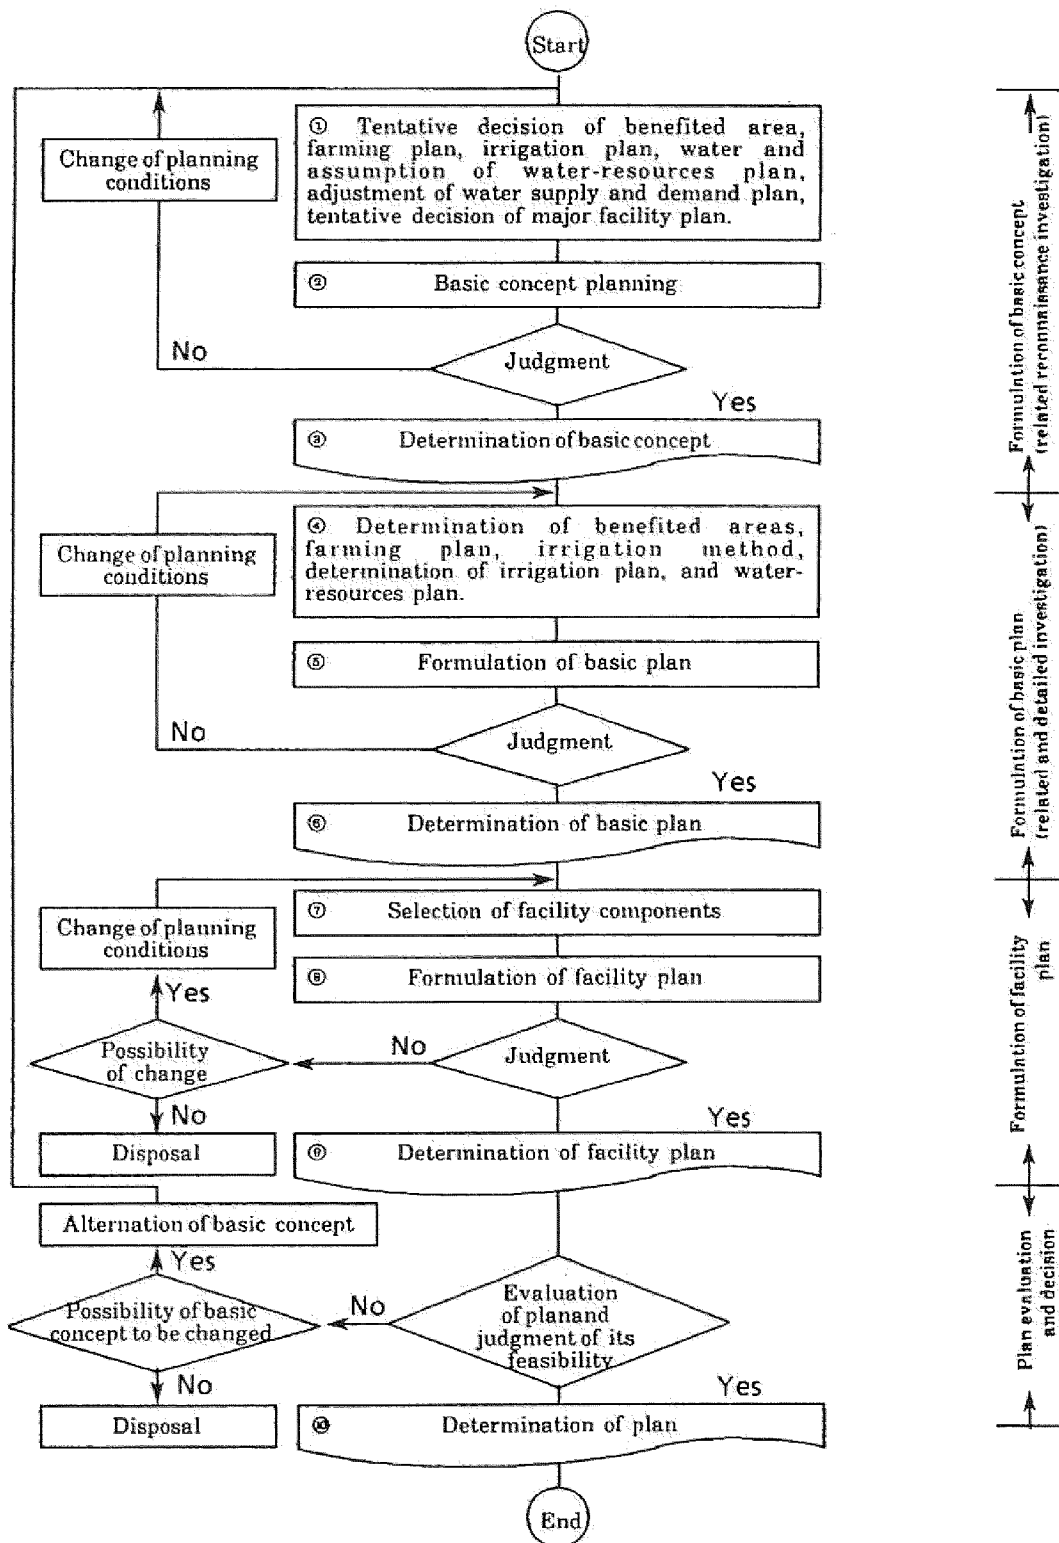 Start
① Tentative decision of benefited area,
farming plan, irrigation plan, water and
assumption of water-resources plan,
adjustment of water supply and demand plan,
tentative decision of major facility plan.
Change of planning
conditions
② Basic concept planning
No
Judgment
Yes
③ Determination of basic concept
Formulntion of basic concept
(related reconnaissance investigation)
④ Determination of benefited areas,
farming plan, irrigation method,
determination of irrigation plan, and water-
resources plan.
Change of planning
conditions
⑤ Formulation of basic plan
No
Judgment
Yes
⑥ Determination of basic plan
Formulntion of basic plan
(related and detailed investigation)
⑦ Selection of facility components
Change of planning
conditions
⑧ Formulation of facility plan
Yes
Possibility
of change
No
Judgment
No
Yes
Disposal
⑨ Determination of facility plan
Formulntion of facility
plan
Alternation of basic concept
Yes
Possibility of basic
concept to be changed
No
Evaluation
of planand
judgment of its
feasibility
No
Yes
Disposal
⑩ Determination of plan
Plan evaluation
and decision
End